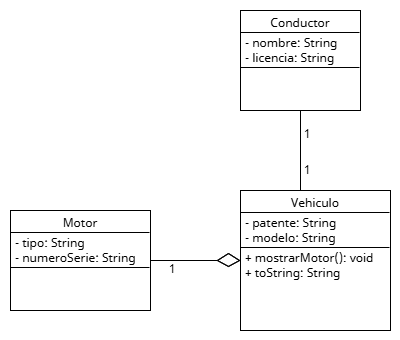 Conductor
- nombre: String
- licencia: String
1
1
Vehiculo
- patente: String
- modelo: String
+ mostrarMotor(): void
+ toString: String
Motor
- tipo: String
- numeroSerie: String
1